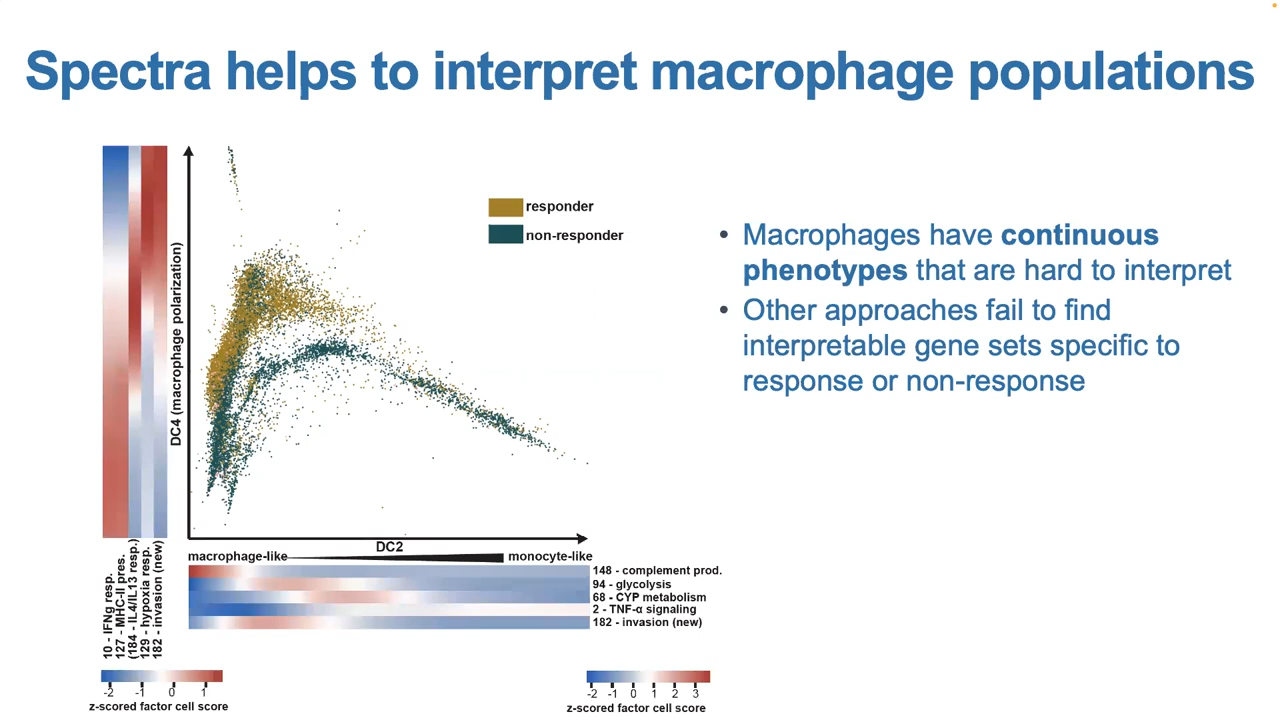 Spectra helps to interpret macrophage populations
DC4 (macrophage polarization)
responder
non-responder
• Macrophages have continuous
phenotypes that are hard to interpret
• Other approaches fail to find
interpretable gene sets specific to
response or non-response
DC2
macrophage-like
monocyte-like
148 - complement prod.
94 - glycolysis
68 - CYP metabolism
2 - TNF-α signaling
182 - invasion (new)
10 - IFNg resp.
127 - MHC-II pres.
(184 - IL4/IL13 resp.)
129 - hypoxia resp.
182 - invasion (new)
-2 -1 0 1
z-scored factor cell score
-2 -1 0 1 2 3
z-scored factor cell score